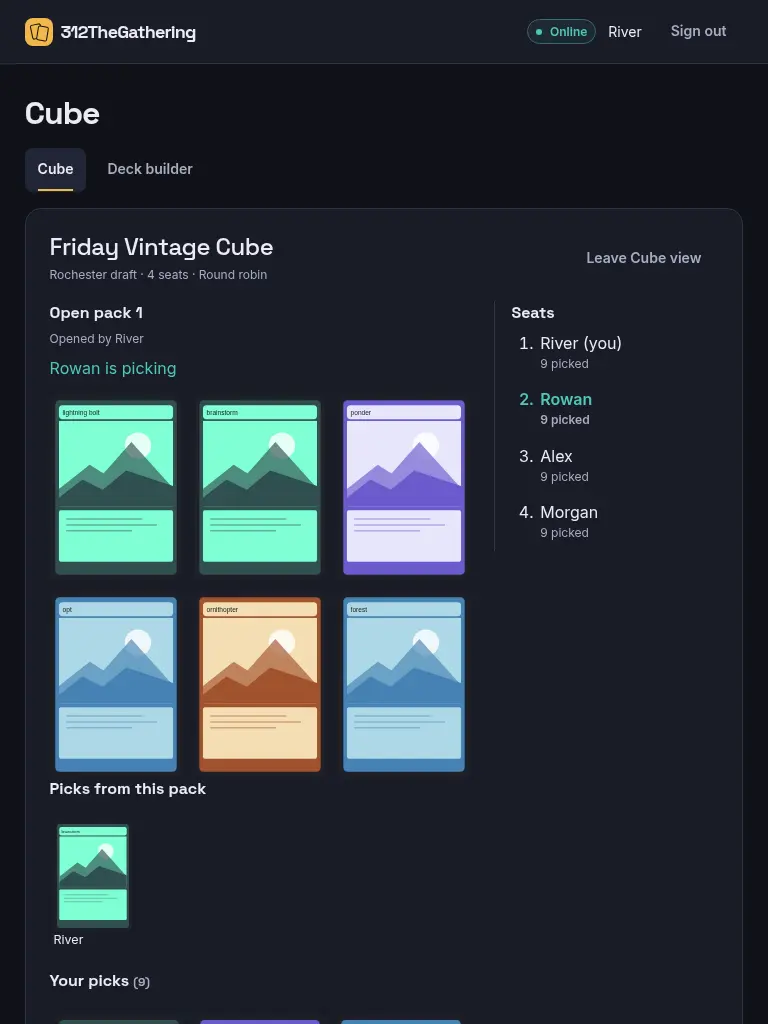 312TheGathering
Online
River
Sign out
Cube
Cube
Deck builder
Friday Vintage Cube
Rochester draft · 4 seats · Round robin
Leave Cube view
Open pack 1
Opened by River
Rowan is picking
lightning bolt
brainstorm
ponder
opt
ornithopter
forest
Seats
1. River (you)
9 picked
2. Rowan
9 picked
3. Alex
9 picked
4. Morgan
9 picked
Picks from this pack
brainstorm
River
Your picks (9)